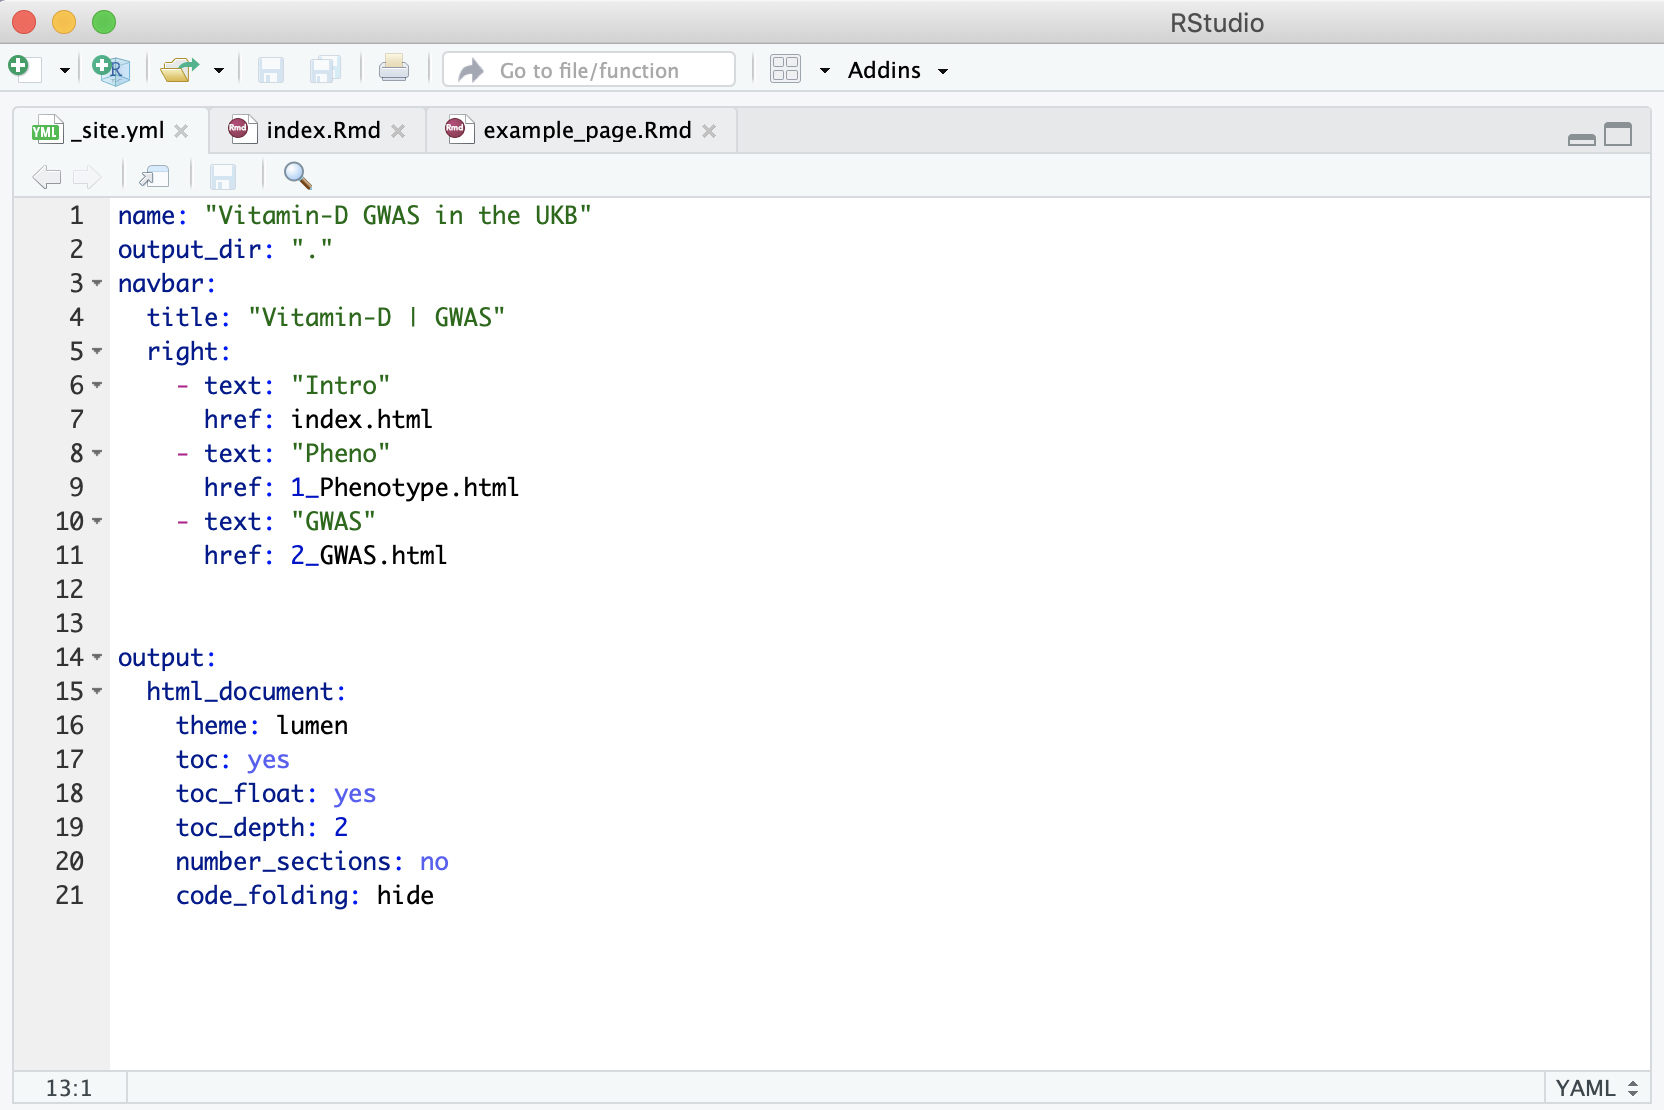 RStudio
Go to file/function
Addins
_site.yml
index.Rmd
example_page.Rmd
1 name: "Vitamin-D GWAS in the UKB"
2 output_dir: "."
3 navbar:
4   title: "Vitamin-D | GWAS"
5   right:
6     - text: "Intro"
7       href: index.html
8     - text: "Pheno"
9       href: 1_Phenotype.html
10     - text: "GWAS"
11       href: 2_GWAS.html
12
13
14 output:
15   html_document:
16     theme: lumen
17     toc: yes
18     toc_float: yes
19     toc_depth: 2
20     number_sections: no
21     code_folding: hide
13:1
YAML